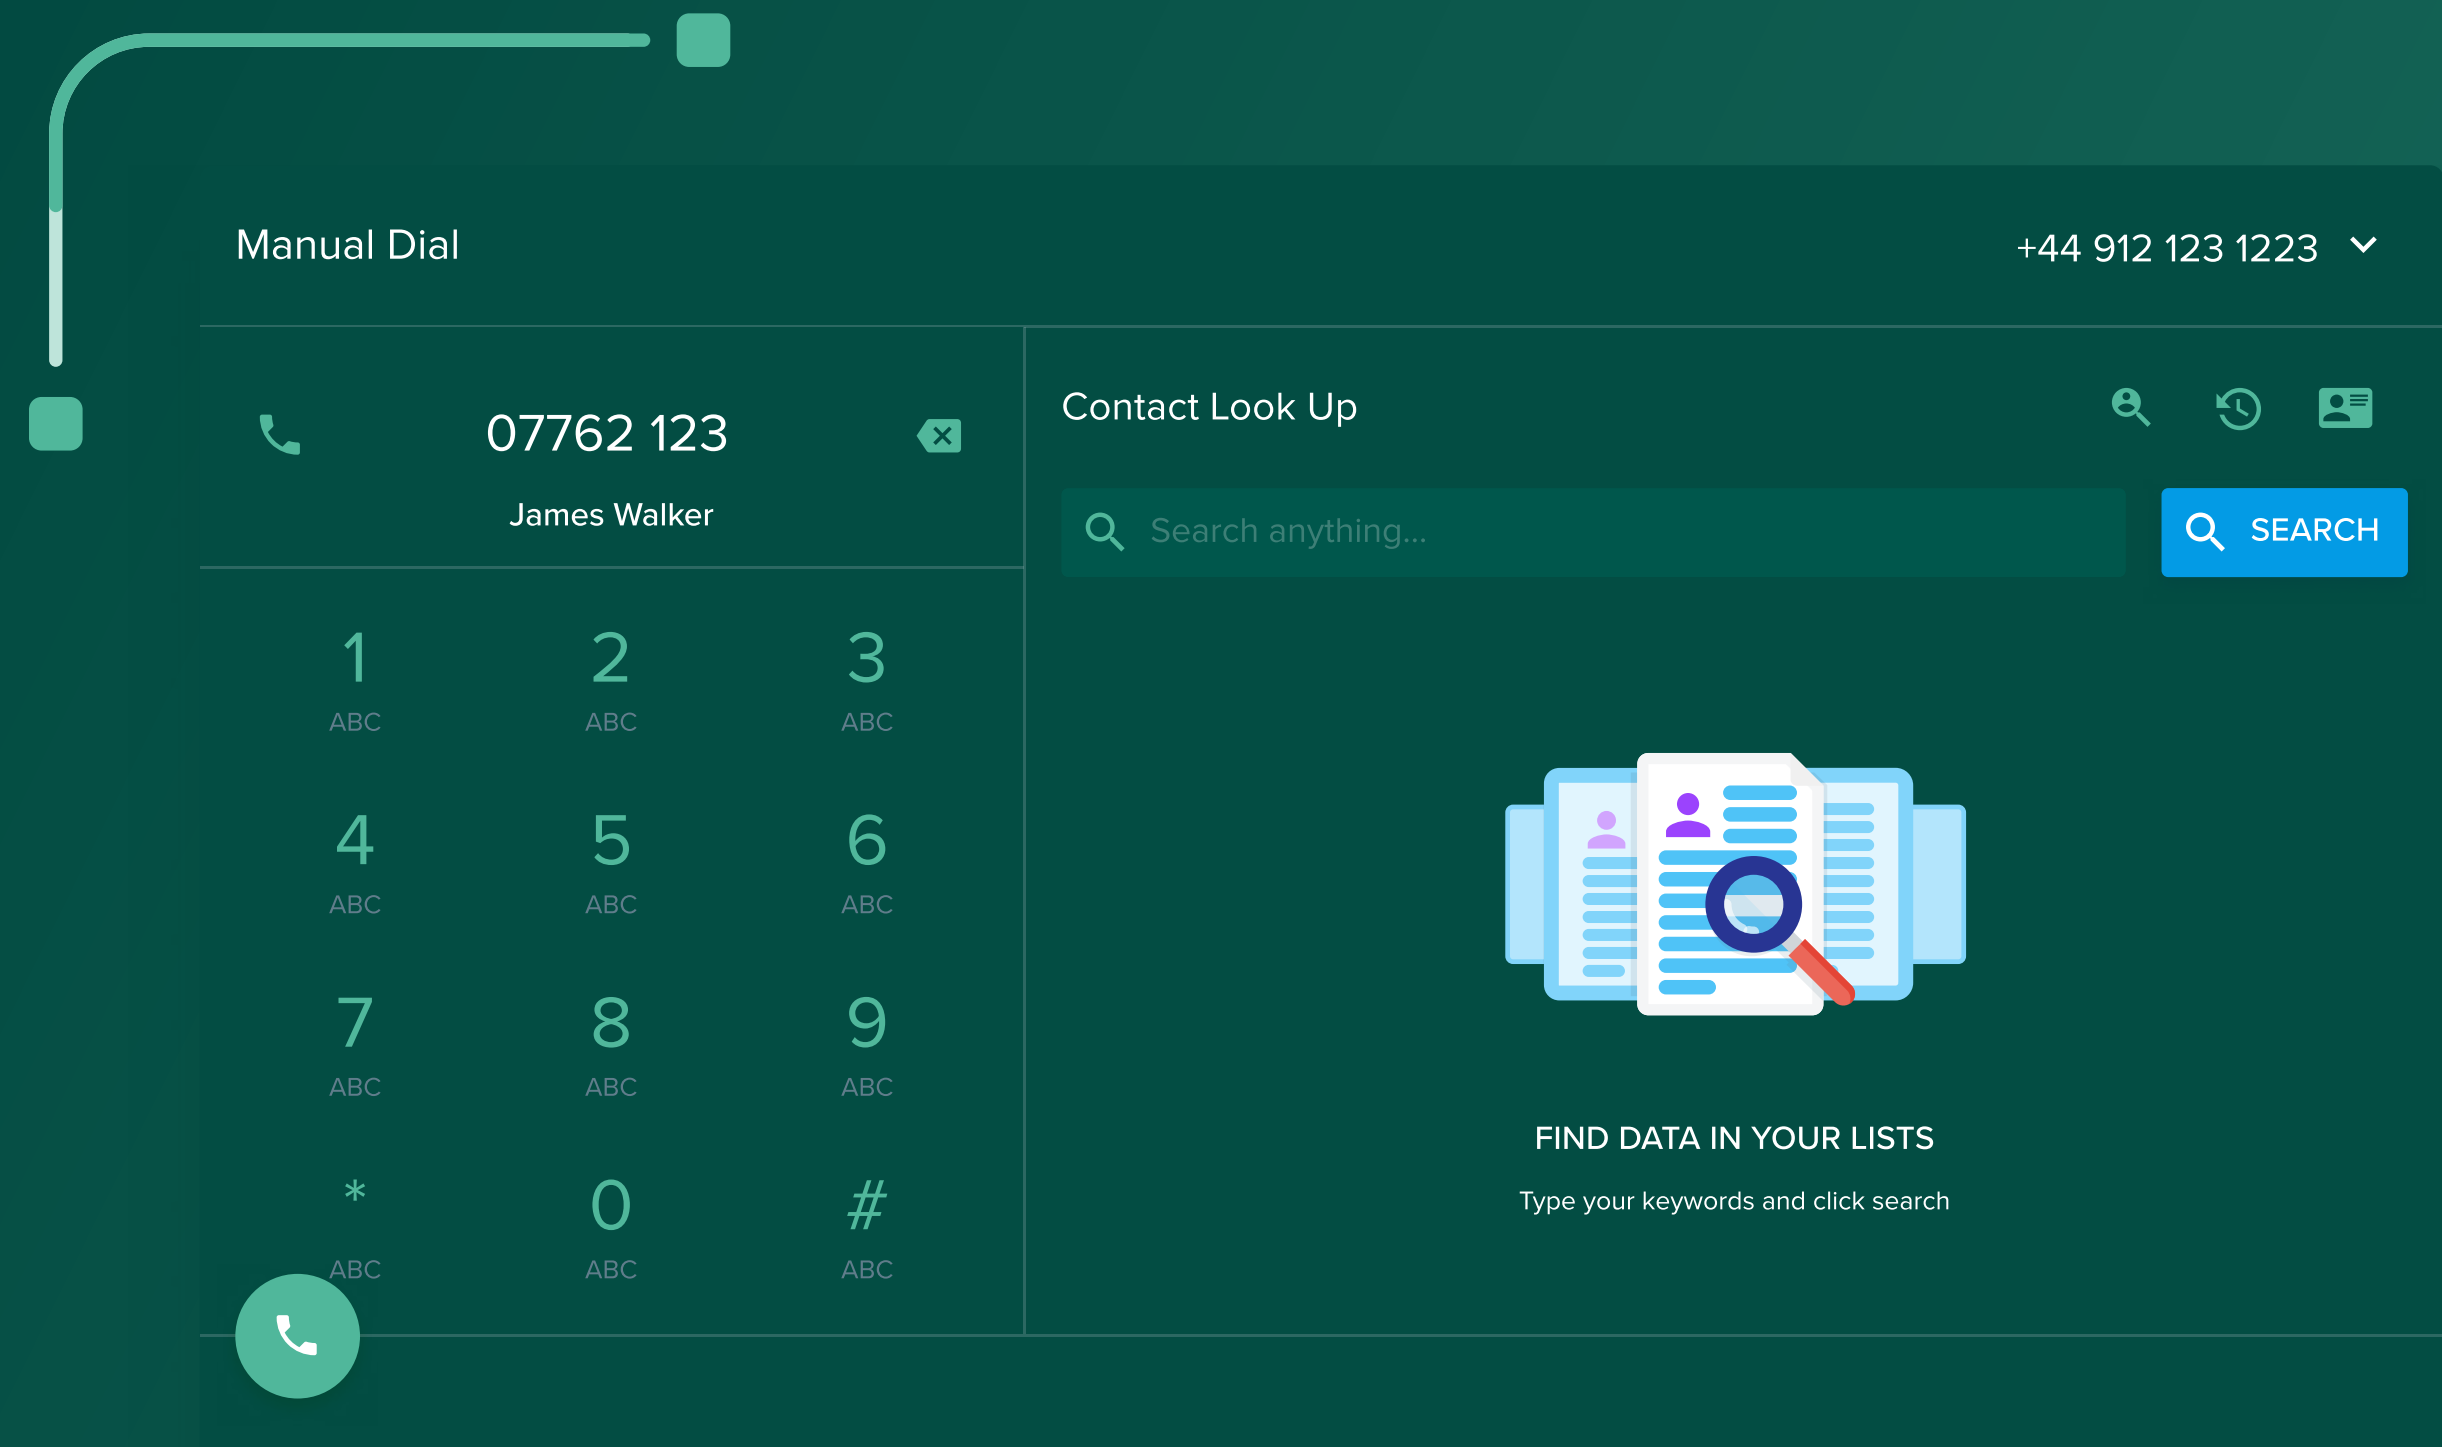 Manual Dial
+44 912 123 1223
07762 123
James Walker
1 2 3
ABC ABC ABC
4 5 6
ABC ABC ABC
7 8 9
ABC ABC ABC
* 0 #
ABC ABC ABC
Contact Look Up
Search anything...
SEARCH
FIND DATA IN YOUR LISTS
Type your keywords and click search